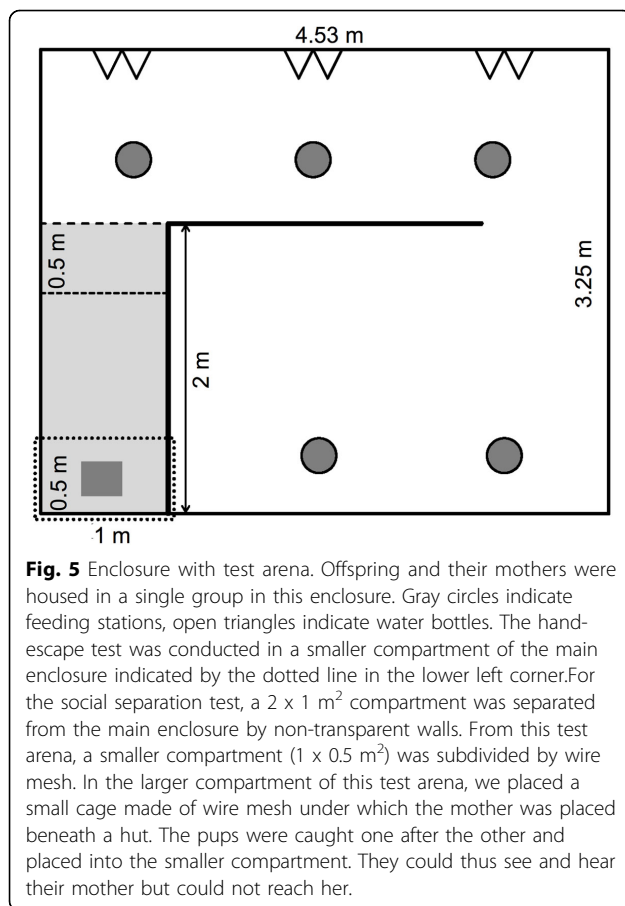 4.53 m
0.5 m
3.25 m
2 m
0.5 m
1 m
Fig. 5 Enclosure with test arena. Offspring and their mothers were
housed in a single group in this enclosure. Gray circles indicate
feeding stations, open triangles indicate water bottles. The hand-
escape test was conducted in a smaller compartment of the main
enclosure indicated by the dotted line in the lower left corner.For
the social separation test, a 2 x 1 m² compartment was separated
from the main enclosure by non-transparent walls. From this test
arena, a smaller compartment (1 x 0.5 m²) was subdivided by wire
mesh. In the larger compartment of this test arena, we placed a
small cage made of wire mesh under which the mother was placed
beneath a hut. The pups were caught one after the other and
placed into the smaller compartment. They could thus see and hear
their mother but could not reach her.